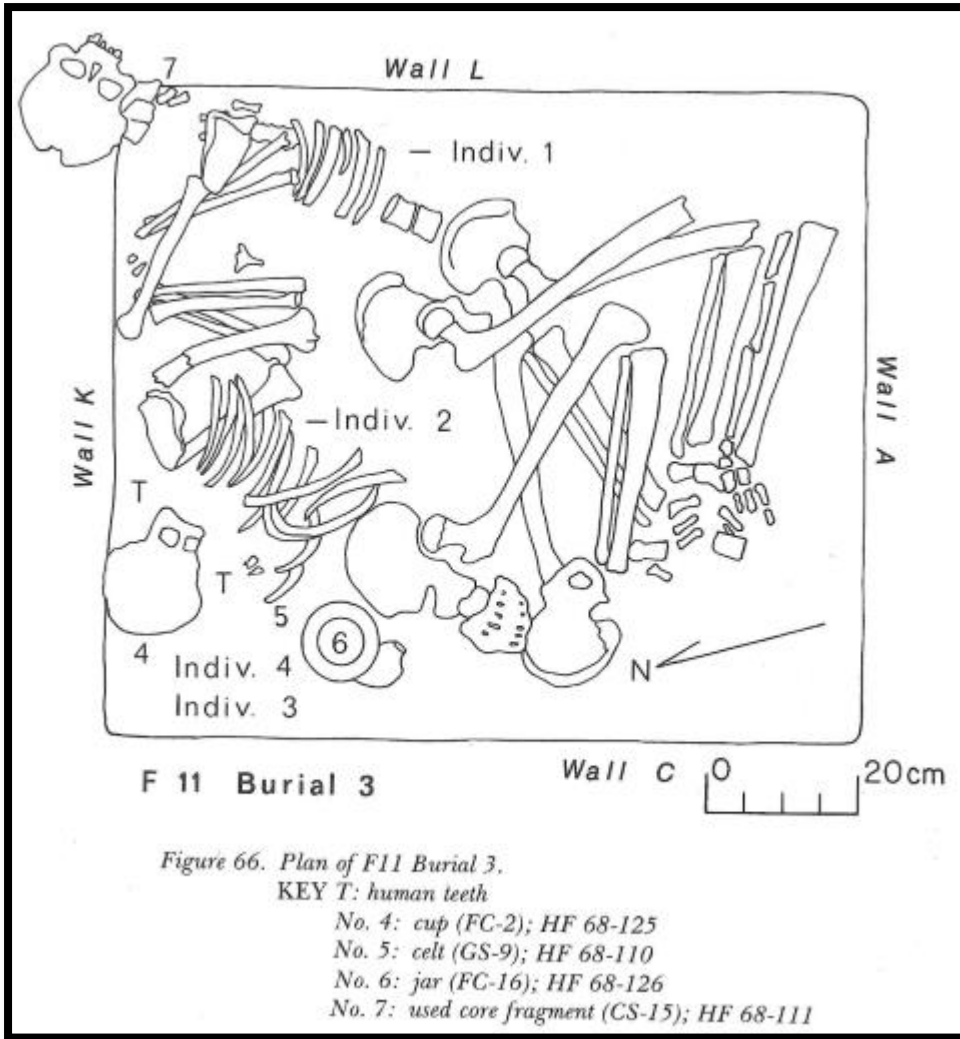 7
Wall L
– Indiv. 1
Wall K
Wall A
– Indiv. 2
T
T
5
6
4
Indiv. 4
Indiv. 3
N
F 11 Burial 3
Wall C
0 20cm
Figure 66. Plan of F11 Burial 3.
KEY T: human teeth
No. 4: cup (FC-2); HF 68-125
No. 5: celt (GS-9); HF 68-110
No. 6: jar (FC-16); HF 68-126
No. 7: used core fragment (CS-15); HF 68-111